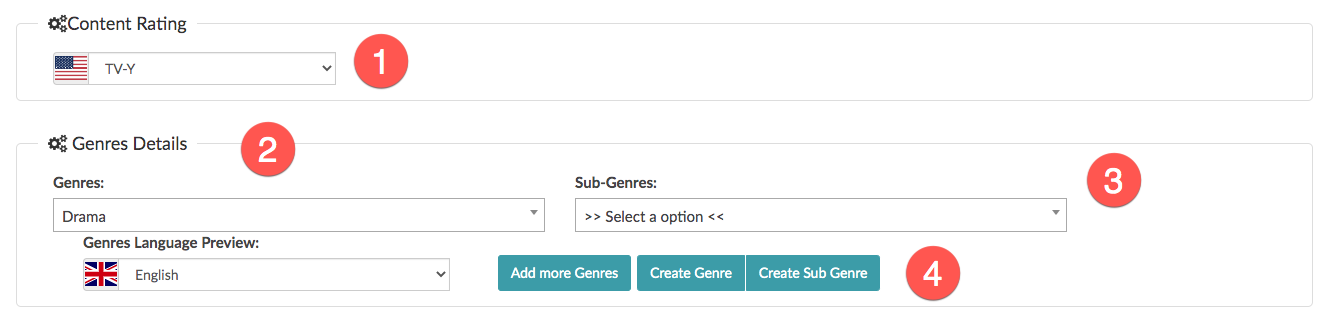 Content Rating
TV-Y
1
Genres Details
2
Genres: Sub-Genres:
3
Drama >> Select a option <<
Genres Language Preview:
English Add more Genres Create Genre Create Sub Genre 4